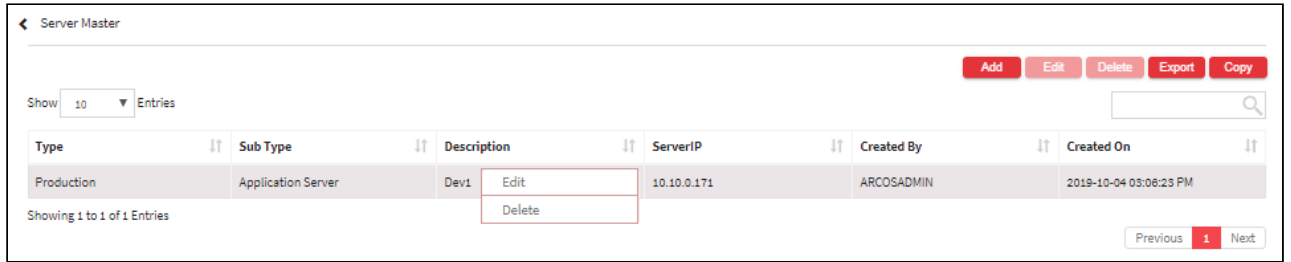 Server Master
Add Edit Delete Export Copy
Show 10 Entries
Type Sub Type Description ServerIP Created By Created On
Production Application Server Dev1 Edit 10.10.0.171 ARCOSADMIN 2019-10-04 03:06:23 PM
Delete
Showing 1 to 1 of 1 Entries
Previous 1 Next